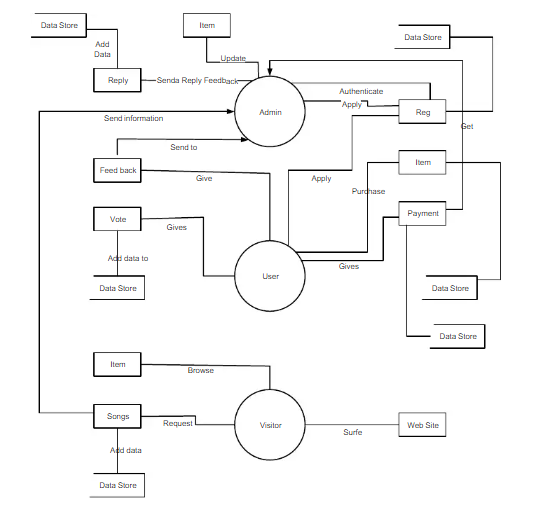 Data Store
Item
Data Store
Add
Data
Update
Reply
Senda Reply Feedback
Authenticate
Apply
Admin
Reg
Send information
Get
Send to
Feed back
Give
Apply
Item
Purchase
Vote
Gives
Payment
Add data to
Gives
User
Data Store
Data Store
Data Store
Item
Browse
Songs
Request
Visitor
Surfe
Web Site
Add data
Data Store